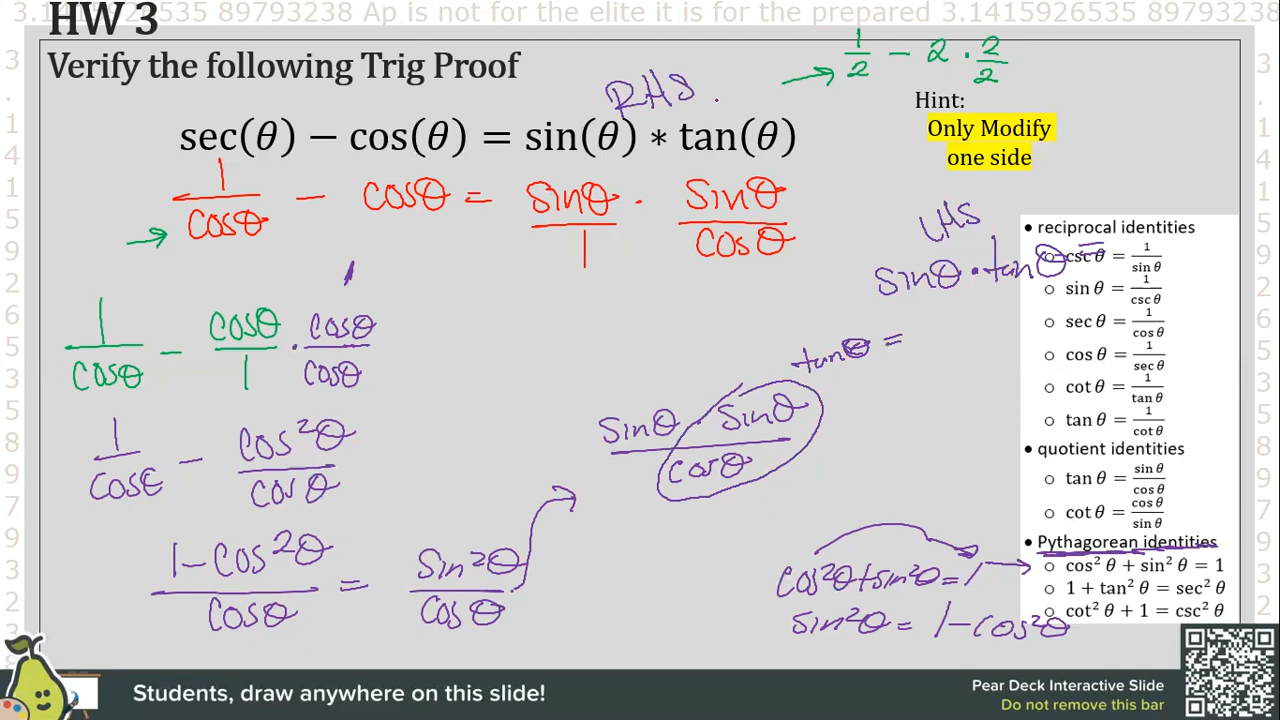 3.1415926535 89793238 Ap is not for the elite it is for the prepared 3.1415926535 89793238
HW 3
Verify the following Trig Proof
1/2 − 2 · 2/2
RHS
sec(θ) − cos(θ) = sin(θ) ∗ tan(θ)
Hint:
Only Modify
one side
1/cosθ − cosθ = sinθ/1 · sinθ/cosθ
LHS
sinθ · tanθ
1/cosθ − cosθ/1 · cosθ/cosθ
tanθ =
1/cosθ − cos²θ/cosθ
sinθ · sinθ/cosθ
1−cos²θ/cosθ = sin²θ/cosθ
cos²θ+sin²θ=1
sin²θ = 1−cos²θ
• reciprocal identities
○ csc θ = 1/sin θ
○ sin θ = 1/csc θ
○ sec θ = 1/cos θ
○ cos θ = 1/sec θ
○ cot θ = 1/tan θ
○ tan θ = 1/cot θ
• quotient identities
○ tan θ = sin θ/cos θ
○ cot θ = cos θ/sin θ
• Pythagorean identities
○ cos² θ + sin² θ = 1
○ 1 + tan² θ = sec² θ
○ cot² θ + 1 = csc² θ
Students, draw anywhere on this slide!
Pear Deck Interactive Slide
Do not remove this bar